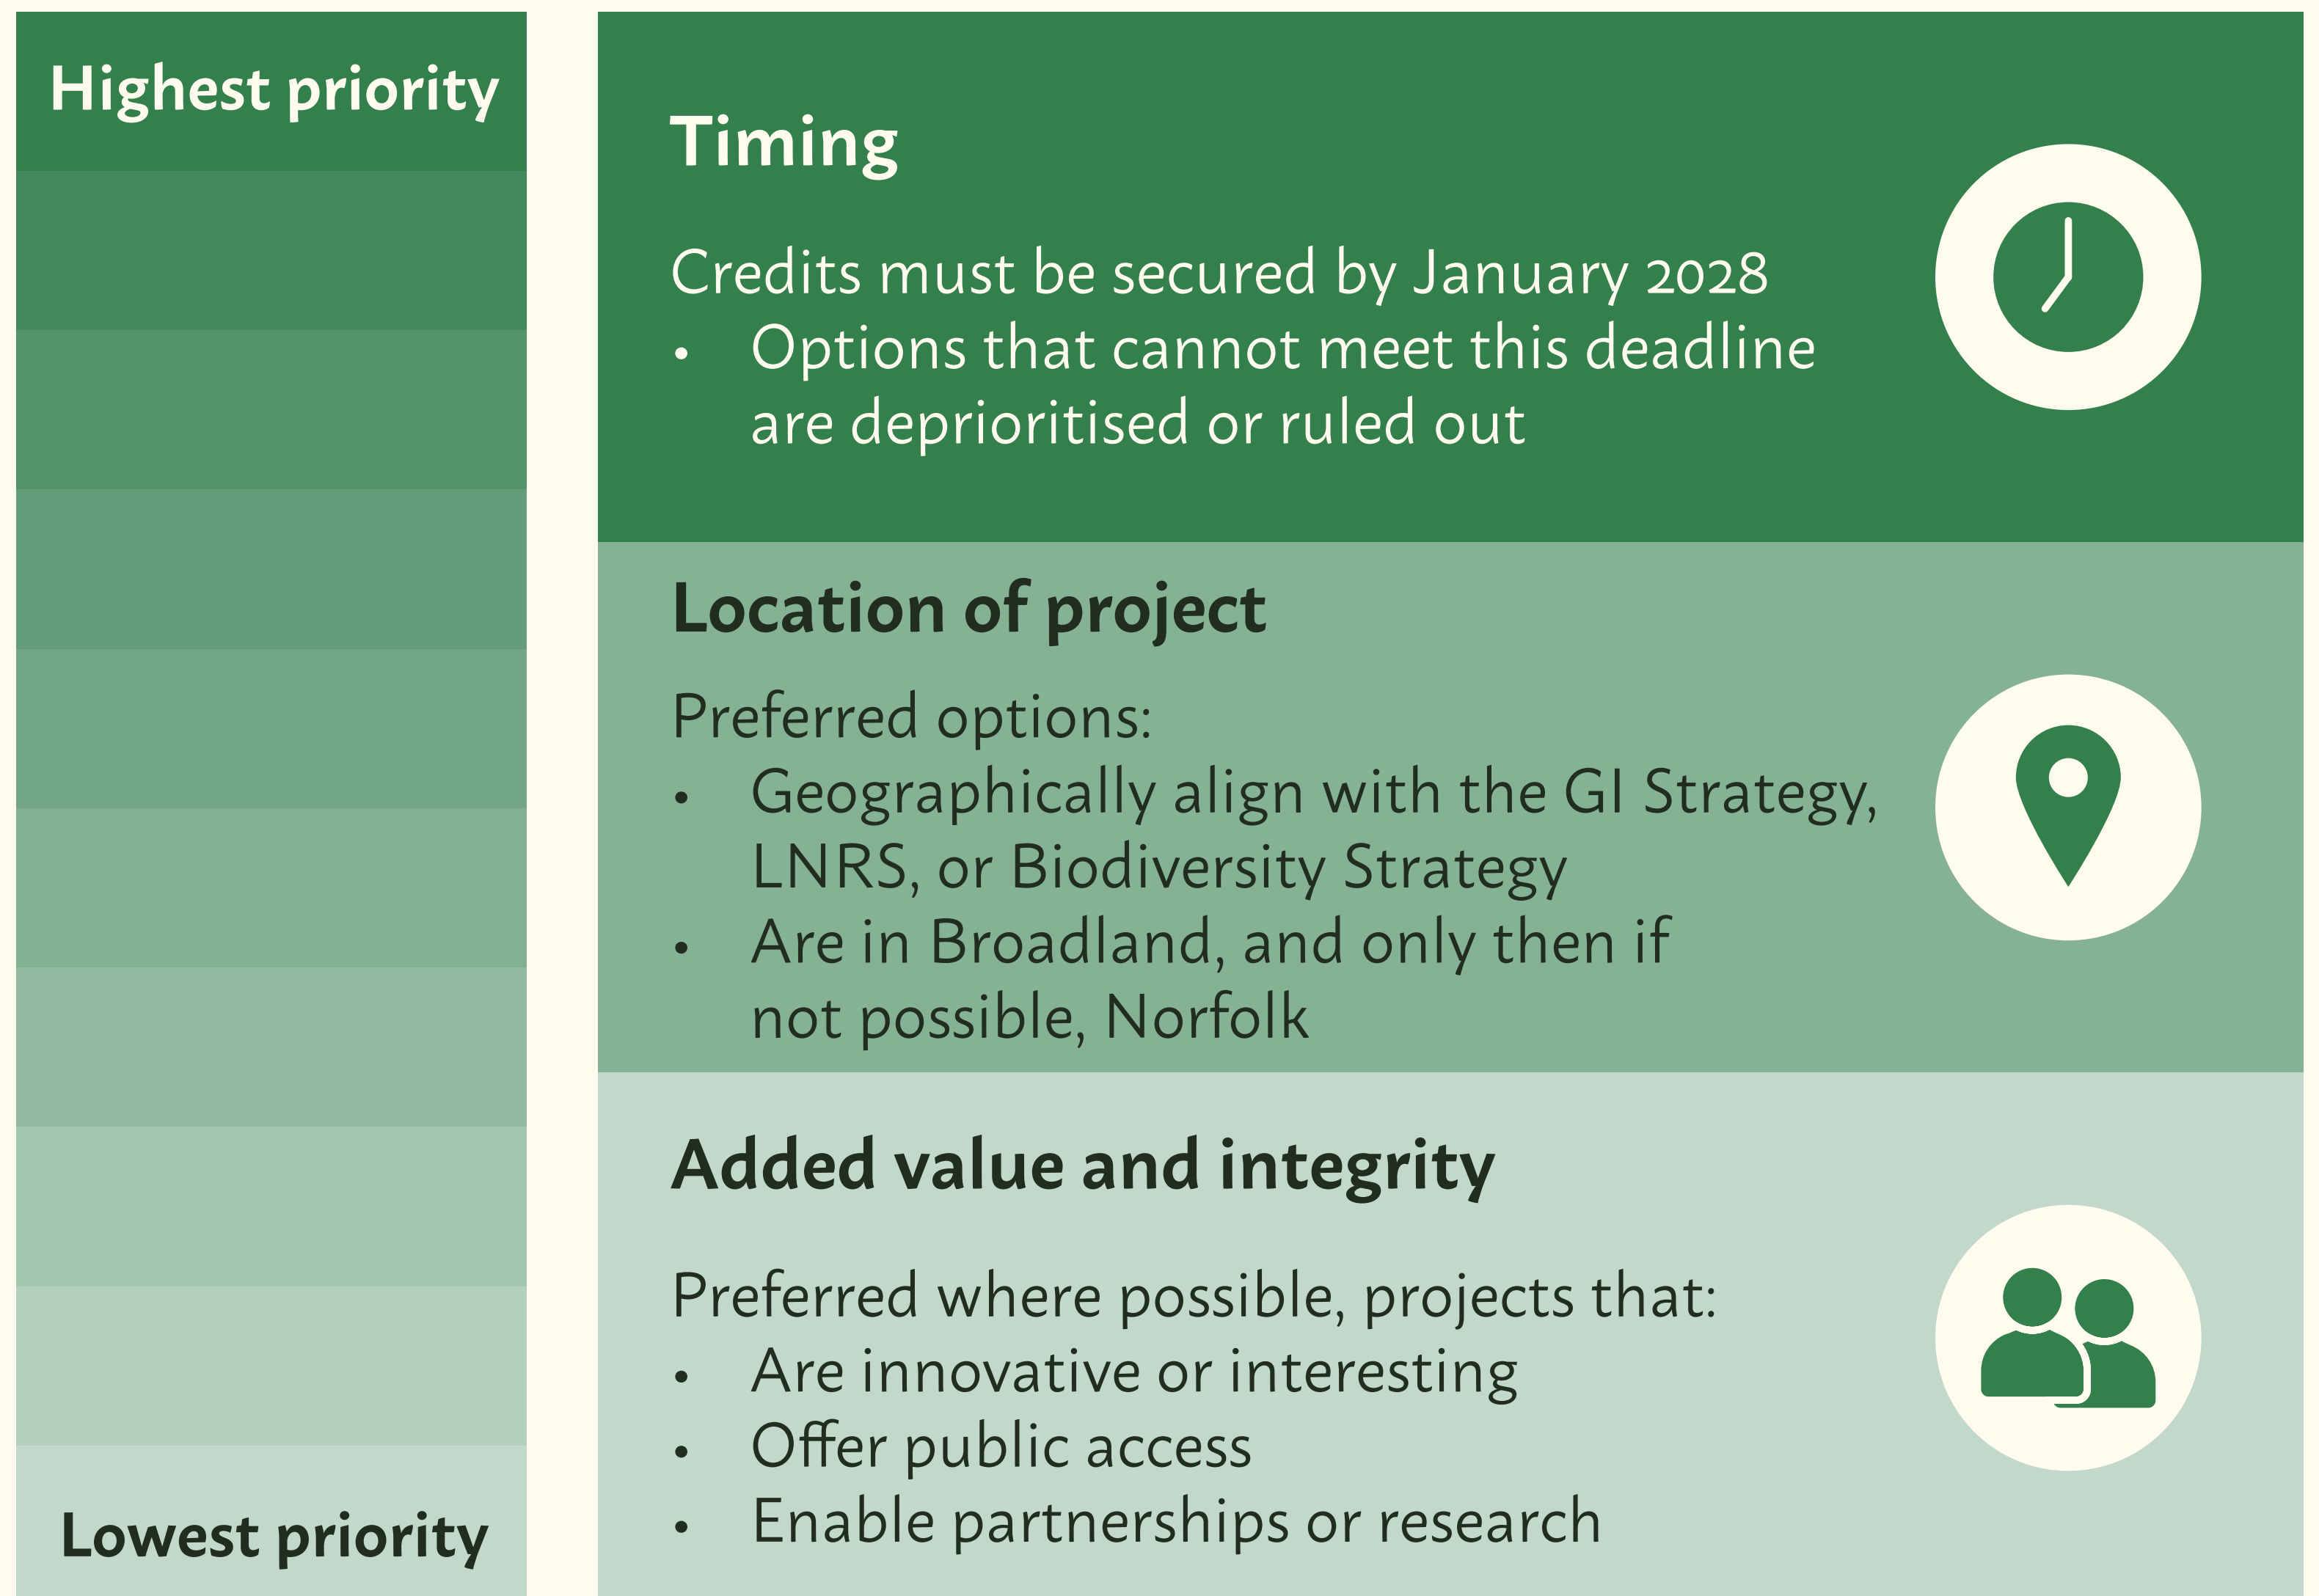 Highest priority
Timing
Credits must be secured by January 2028
• Options that cannot meet this deadline
are deprioritised or ruled out
Location of project
Preferred options:
• Geographically align with the GI Strategy,
LNRS, or Biodiversity Strategy
• Are in Broadland, and only then if
not possible, Norfolk
Added value and integrity
Preferred where possible, projects that:
• Are innovative or interesting
• Offer public access
• Enable partnerships or research
Lowest priority